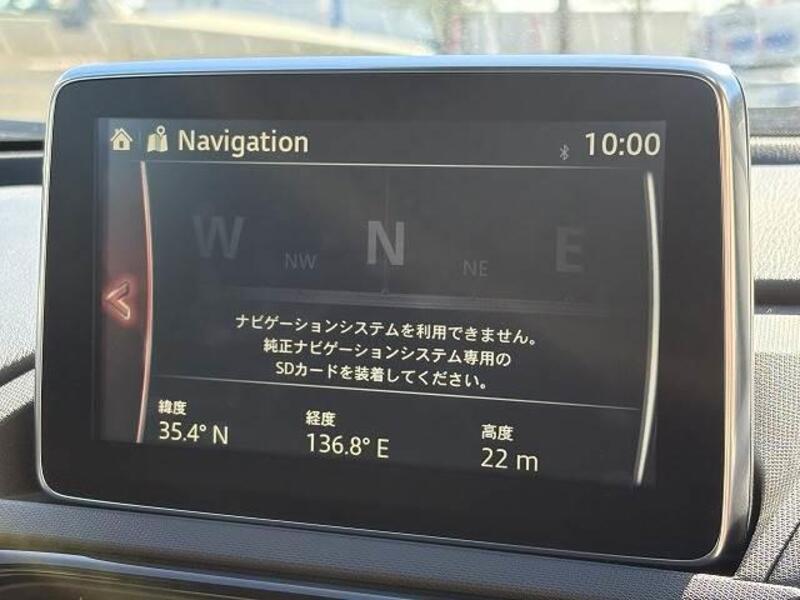 Navigation 10:00
W NW N NE E
ナビゲーションシステムを利用できません。
純正ナビゲーションシステム専用の
SDカードを装着してください。
緯度 経度 高度
35.4° N 136.8° E 22 m